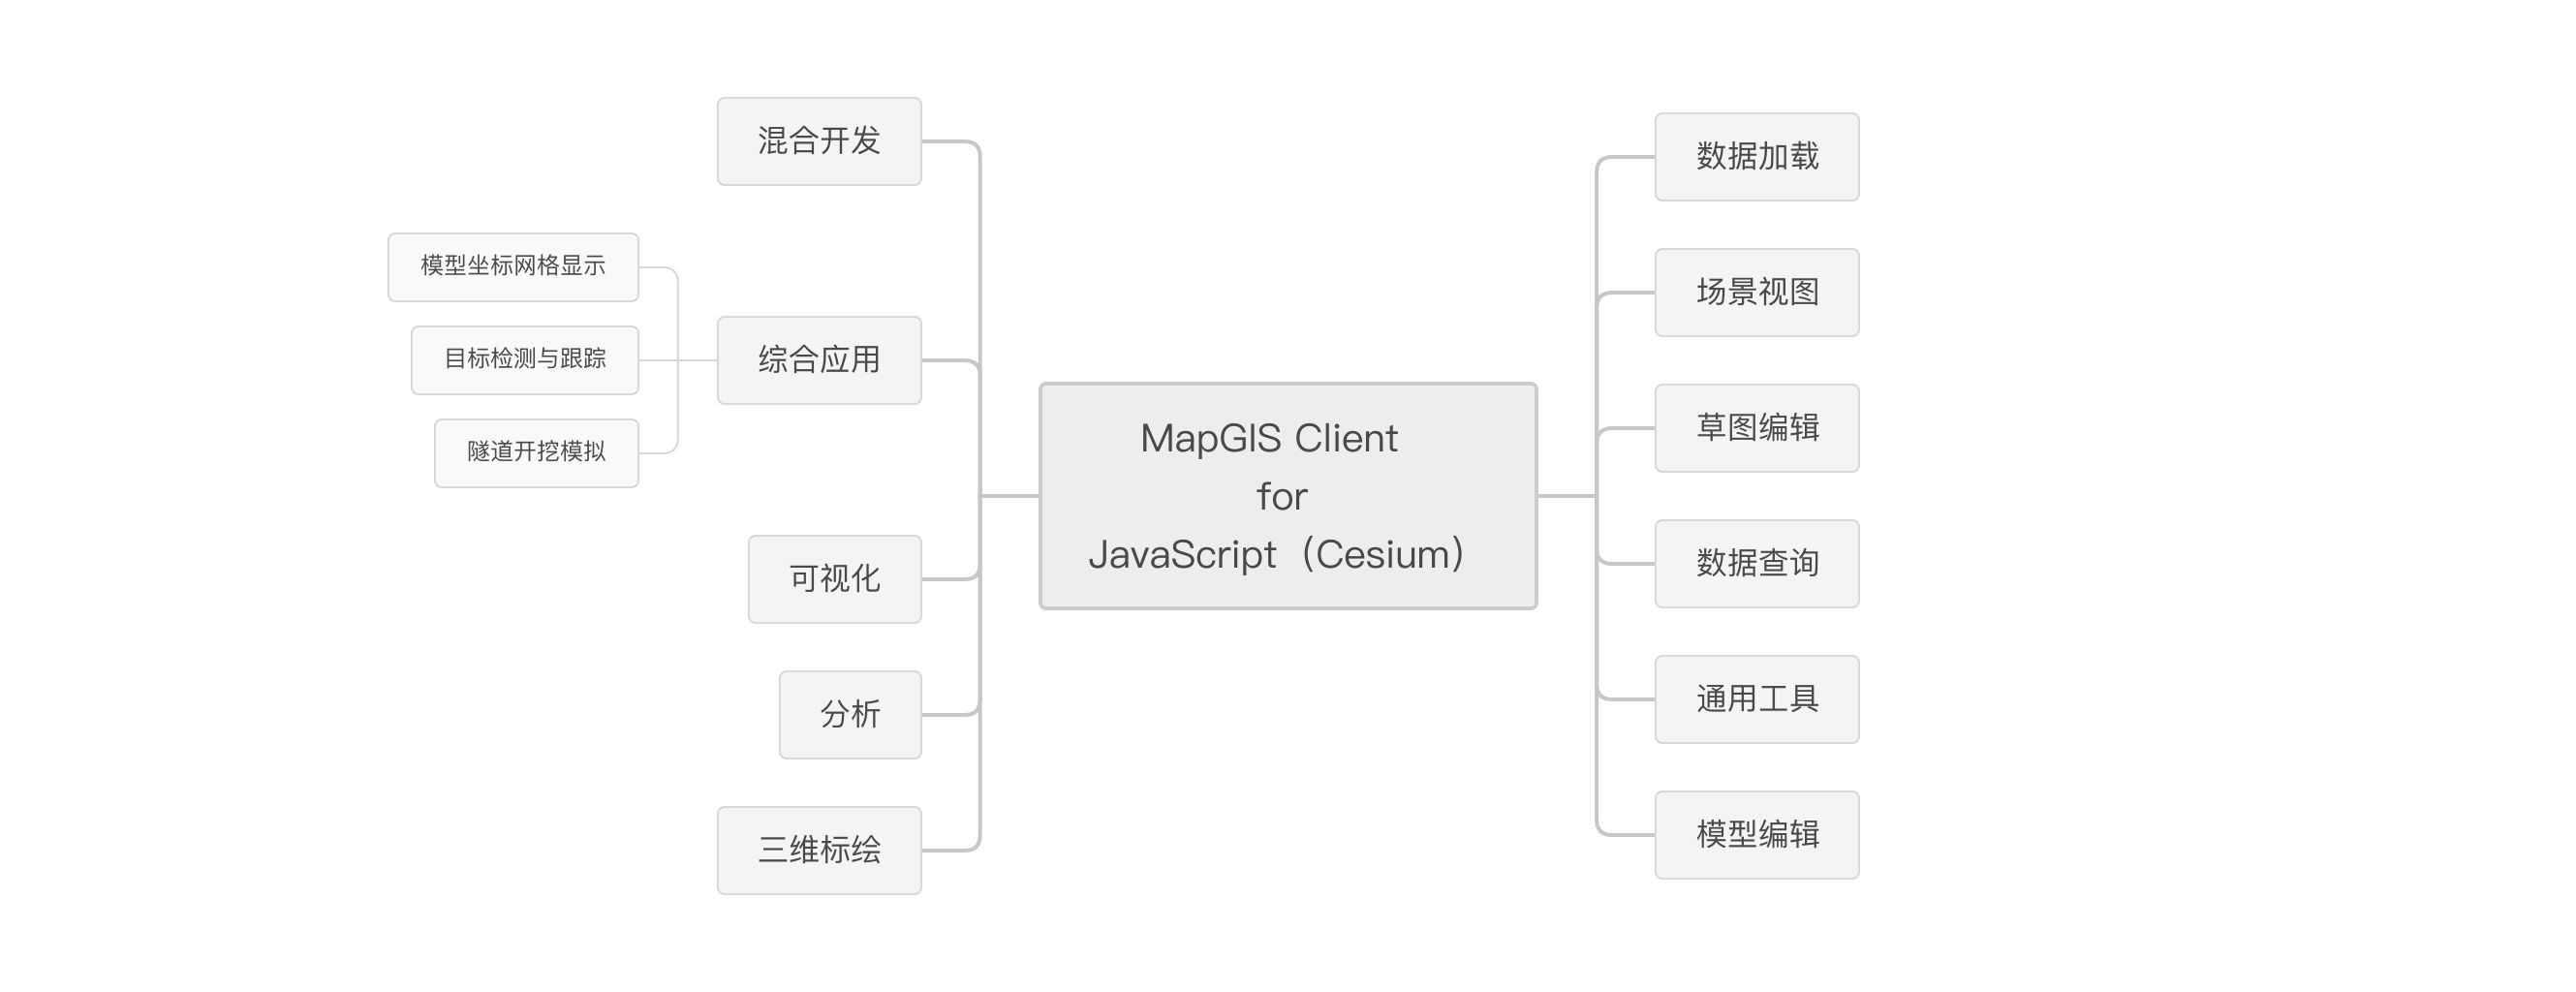 混合开发
模型坐标网格显示
目标检测与跟踪
隧道开挖模拟
综合应用
可视化
分析
三维标绘
MapGIS Client
for
JavaScript（Cesium）
数据加载
场景视图
草图编辑
数据查询
通用工具
模型编辑